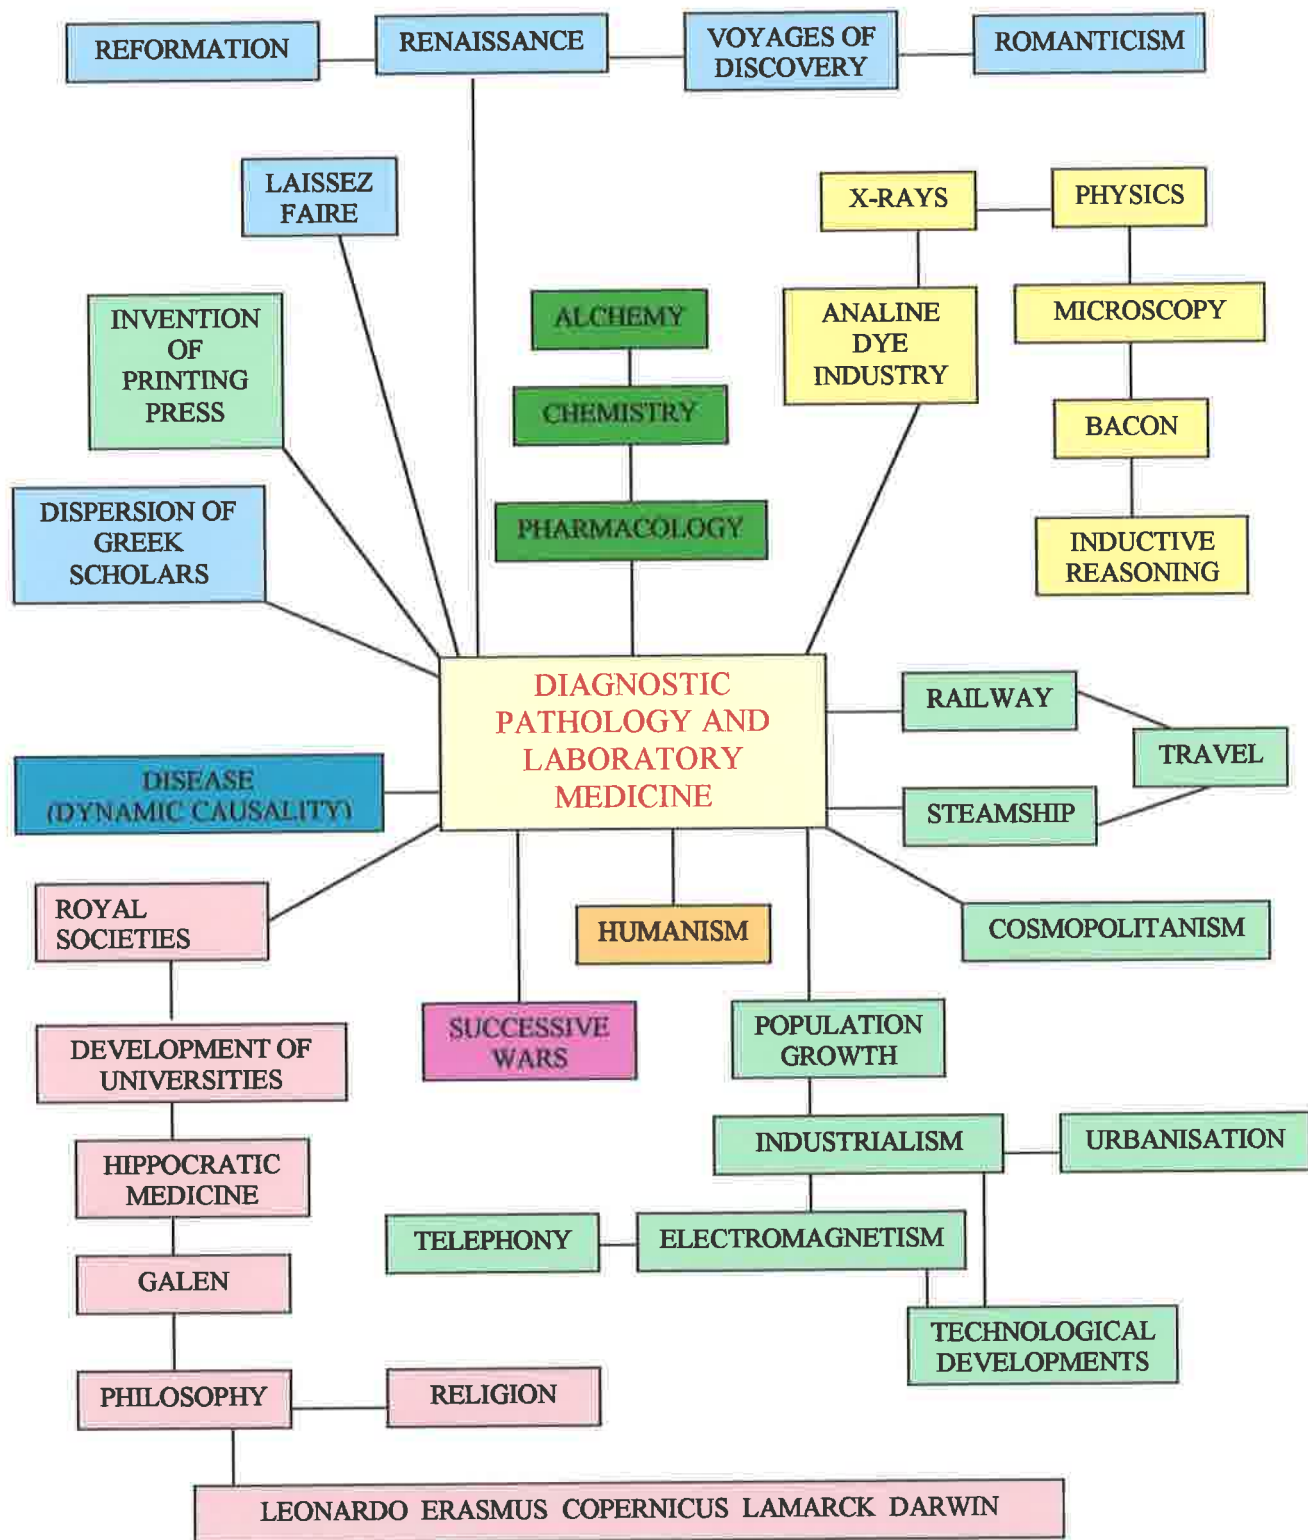 REFORMATION
RENAISSANCE
VOYAGES OF
DISCOVERY
ROMANTICISM
LAISSEZ
FAIRE
X-RAYS
PHYSICS
INVENTION
OF
PRINTING
PRESS
ALCHEMY
ANALINE
DYE
INDUSTRY
MICROSCOPY
CHEMISTRY
BACON
DISPERSION OF
GREEK
SCHOLARS
PHARMACOLOGY
INDUCTIVE
REASONING
DIAGNOSTIC
PATHOLOGY AND
LABORATORY
MEDICINE
RAILWAY
TRAVEL
DISEASE
(DYNAMIC CAUSALITY)
STEAMSHIP
ROYAL
SOCIETIES
HUMANISM
COSMOPOLITANISM
SUCCESSIVE
WARS
POPULATION
GROWTH
DEVELOPMENT OF
UNIVERSITIES
INDUSTRIALISM
URBANISATION
HIPPOCRATIC
MEDICINE
TELEPHONY
ELECTROMAGNETISM
GALEN
TECHNOLOGICAL
DEVELOPMENTS
PHILOSOPHY
RELIGION
LEONARDO ERASMUS COPERNICUS LAMARCK DARWIN